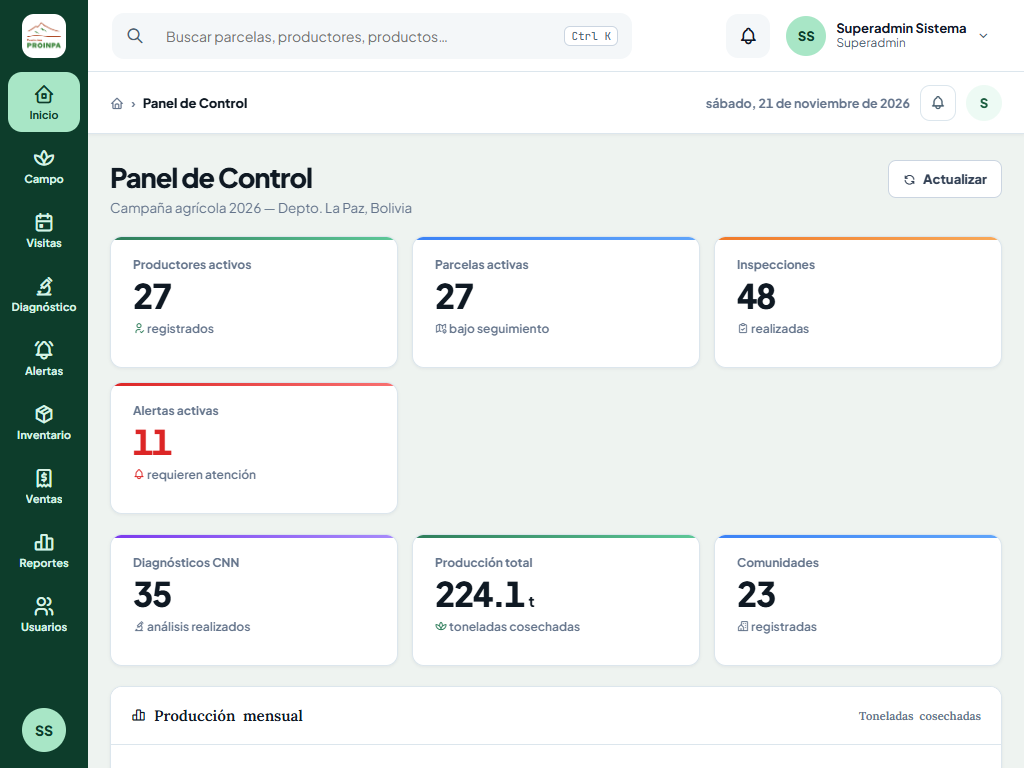 PROINPA
Inicio
Campo
Visitas
Diagnóstico
Alertas
Inventario
Ventas
Reportes
Usuarios
SS
Buscar parcelas, productores, productos...
Ctrl K
SS
Superadmin Sistema
Superadmin
› Panel de Control
sábado, 21 de noviembre de 2026
S
Panel de Control
Campaña agrícola 2026 — Depto. La Paz, Bolivia
Actualizar
Productores activos
27
registrados
Parcelas activas
27
bajo seguimiento
Inspecciones
48
realizadas
Alertas activas
11
requieren atención
Diagnósticos CNN
35
análisis realizados
Producción total
224.1 t
toneladas cosechadas
Comunidades
23
registradas
Producción mensual
Toneladas cosechadas